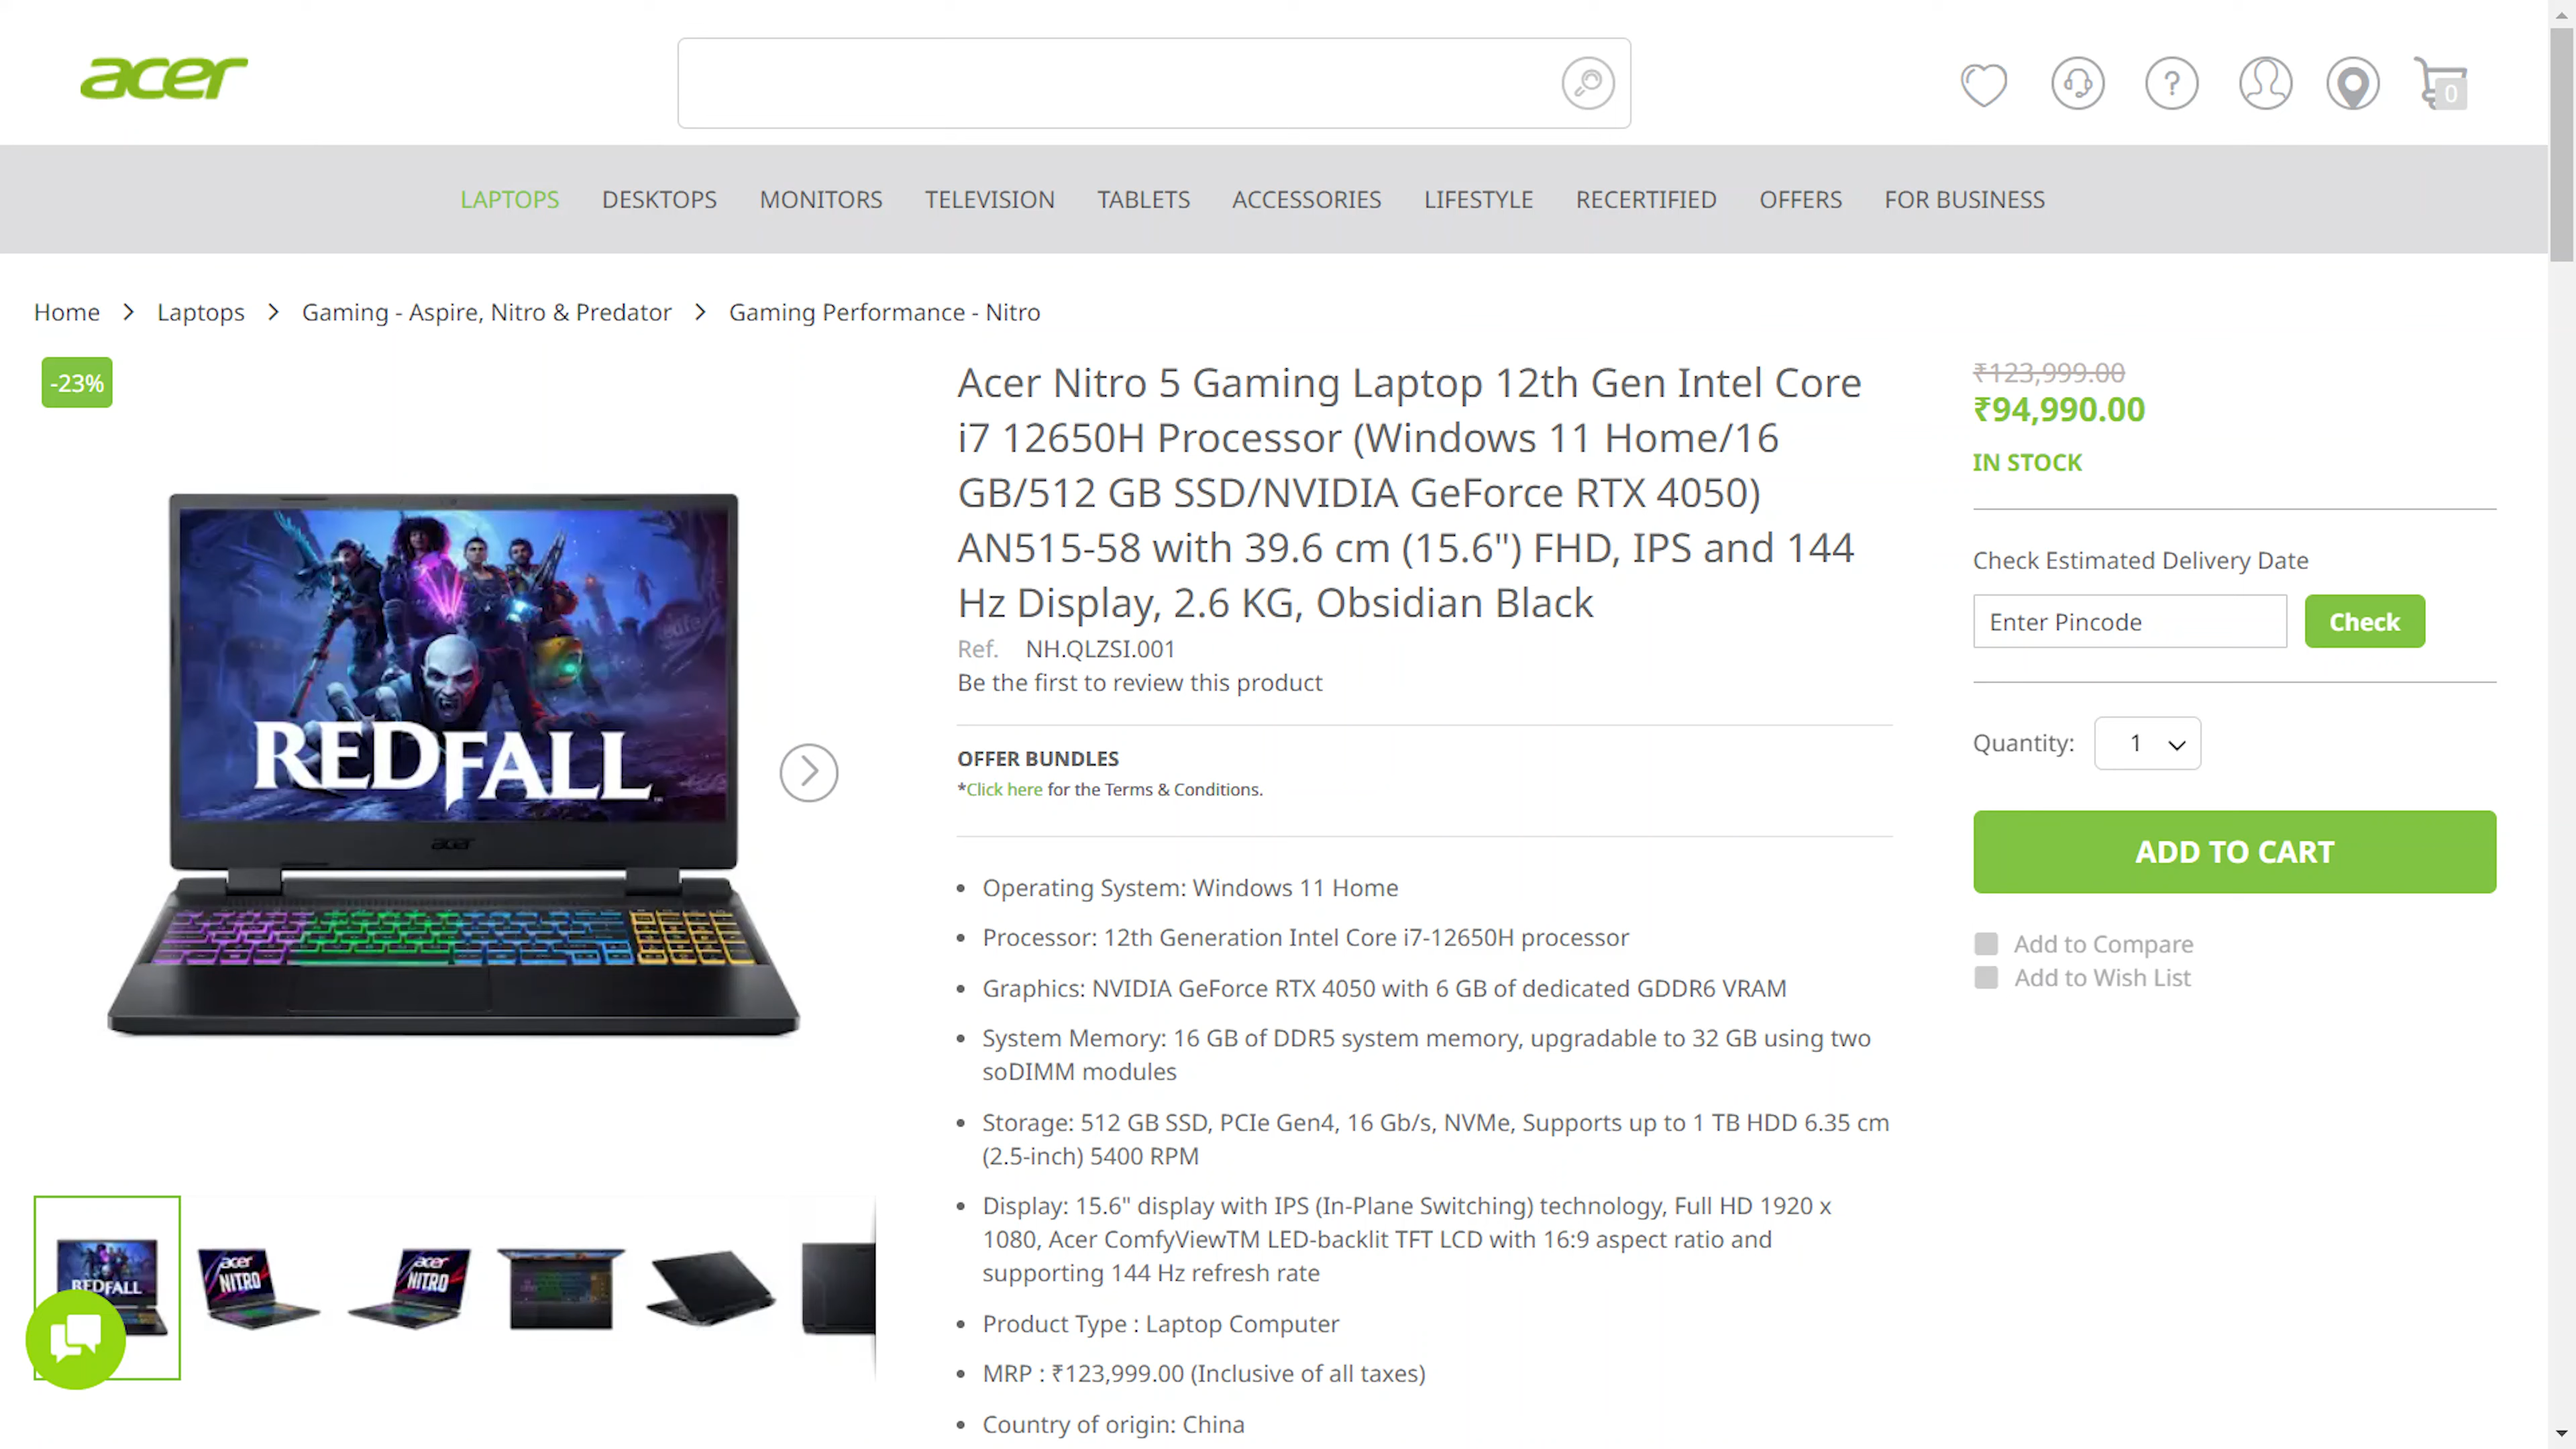 acer
0
LAPTOPS DESKTOPS MONITORS TELEVISION TABLETS ACCESSORIES LIFESTYLE RECERTIFIED OFFERS FOR BUSINESS
Home > Laptops > Gaming - Aspire, Nitro & Predator > Gaming Performance - Nitro
-23%
REDFALL
acer
REDFALL
acer
NITRO
acer
NITRO
Acer Nitro 5 Gaming Laptop 12th Gen Intel Core
i7 12650H Processor (Windows 11 Home/16
GB/512 GB SSD/NVIDIA GeForce RTX 4050)
AN515-58 with 39.6 cm (15.6") FHD, IPS and 144
Hz Display, 2.6 KG, Obsidian Black
Ref. NH.QLZSI.001
Be the first to review this product
OFFER BUNDLES
*Click here for the Terms & Conditions.
• Operating System: Windows 11 Home
• Processor: 12th Generation Intel Core i7-12650H processor
• Graphics: NVIDIA GeForce RTX 4050 with 6 GB of dedicated GDDR6 VRAM
• System Memory: 16 GB of DDR5 system memory, upgradable to 32 GB using two
soDIMM modules
• Storage: 512 GB SSD, PCIe Gen4, 16 Gb/s, NVMe, Supports up to 1 TB HDD 6.35 cm
(2.5-inch) 5400 RPM
• Display: 15.6" display with IPS (In-Plane Switching) technology, Full HD 1920 x
1080, Acer ComfyViewTM LED-backlit TFT LCD with 16:9 aspect ratio and
supporting 144 Hz refresh rate
• Product Type : Laptop Computer
• MRP : ₹123,999.00 (Inclusive of all taxes)
• Country of origin: China
₹123,999.00
₹94,990.00
IN STOCK
Check Estimated Delivery Date
Enter Pincode Check
Quantity: 1
ADD TO CART
Add to Compare
Add to Wish List